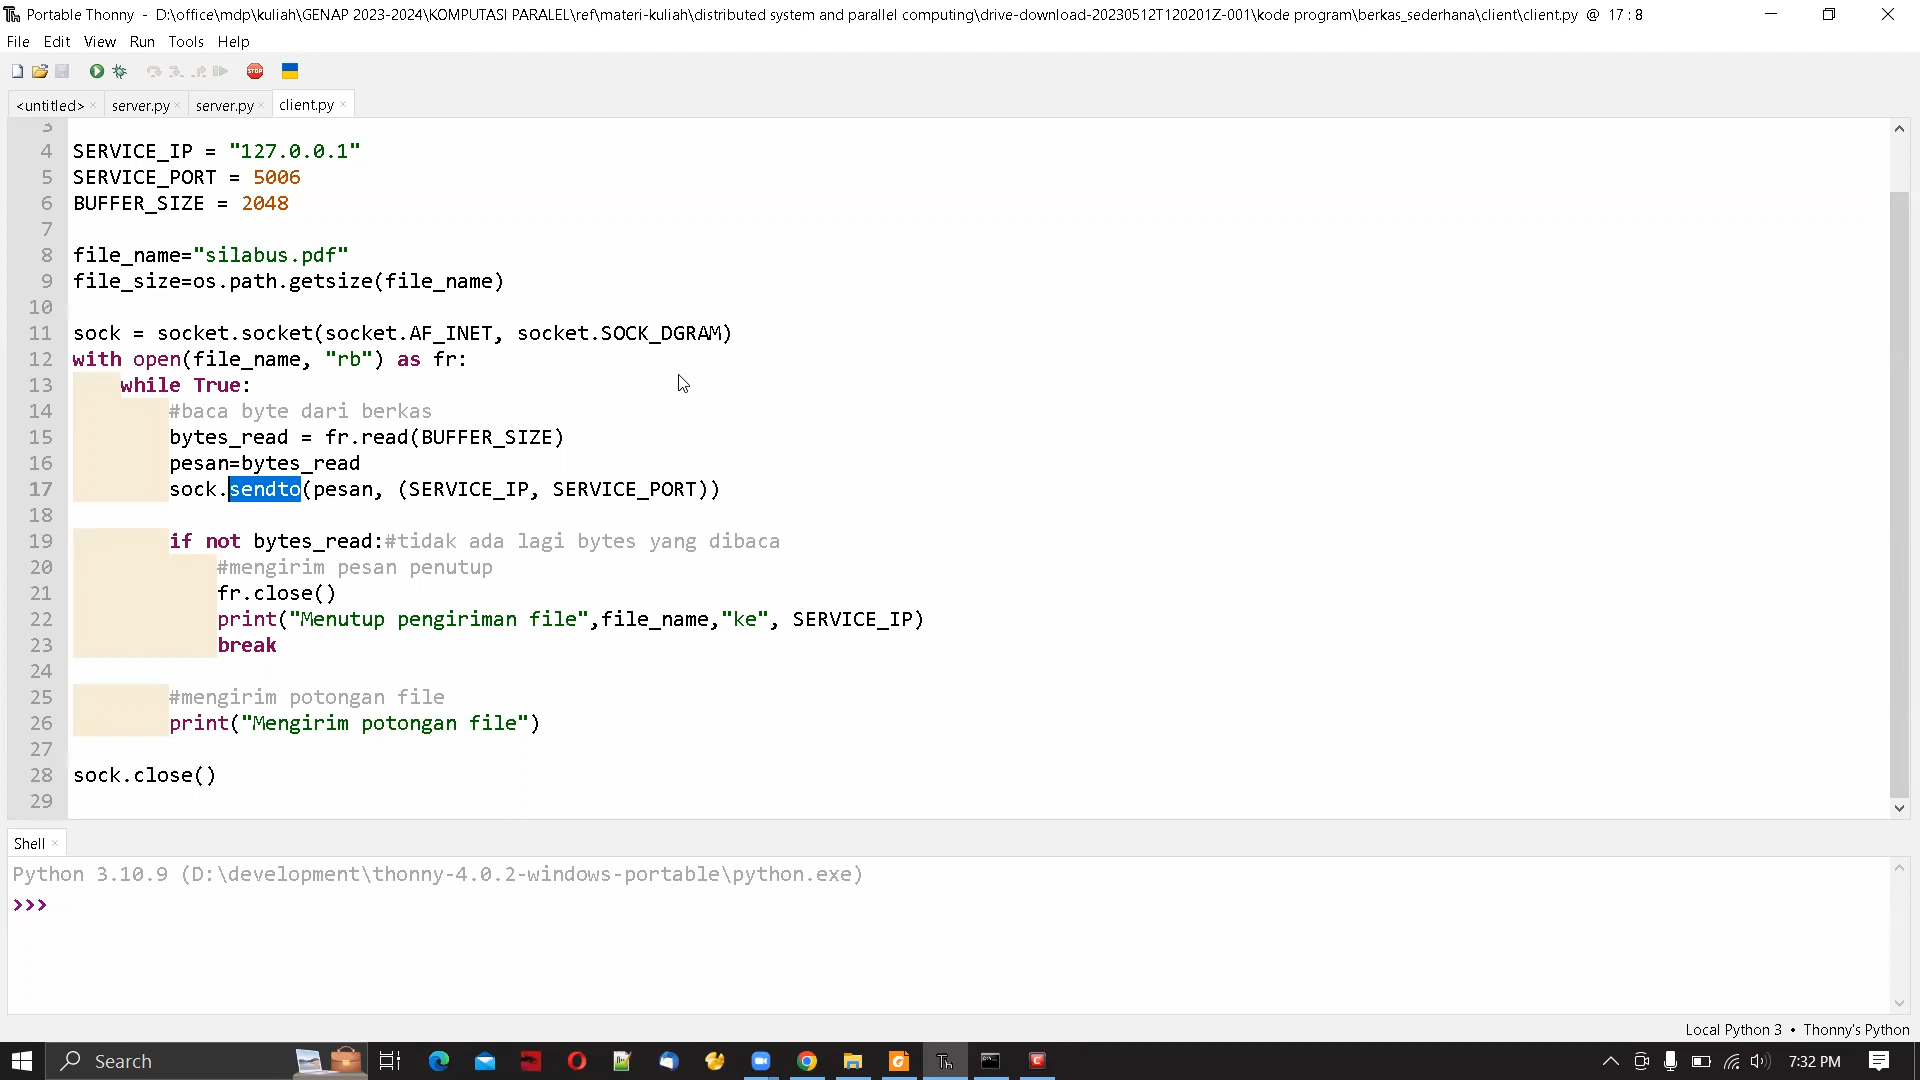 Portable Thonny - D:\office\mdp\kuliah\GENAP 2023-2024\KOMPUTASI PARALEL\ref\materi-kuliah\distributed system and parallel computing\drive-download-20230512T120201Z-001\kode program\berkas_sederhana\client\client.py @ 17 : 8
File Edit View Run Tools Help
STOP
<untitled> × server.py × server.py × client.py ×
3
4 SERVICE_IP = "127.0.0.1"
5 SERVICE_PORT = 5006
6 BUFFER_SIZE = 2048
7
8 file_name="silabus.pdf"
9 file_size=os.path.getsize(file_name)
10
11 sock = socket.socket(socket.AF_INET, socket.SOCK_DGRAM)
12 with open(file_name, "rb") as fr:
13 while True:
14 #baca byte dari berkas
15 bytes_read = fr.read(BUFFER_SIZE)
16 pesan=bytes_read
17 sock.sendto(pesan, (SERVICE_IP, SERVICE_PORT))
18
19 if not bytes_read:#tidak ada lagi bytes yang dibaca
20 #mengirim pesan penutup
21 fr.close()
22 print("Menutup pengiriman file",file_name,"ke", SERVICE_IP)
23 break
24
25 #mengirim potongan file
26 print("Mengirim potongan file")
27
28 sock.close()
29
Shell ×
Python 3.10.9 (D:\development\thonny-4.0.2-windows-portable\python.exe)
>>>
Local Python 3 • Thonny's Python
Search
Th
7:32 PM